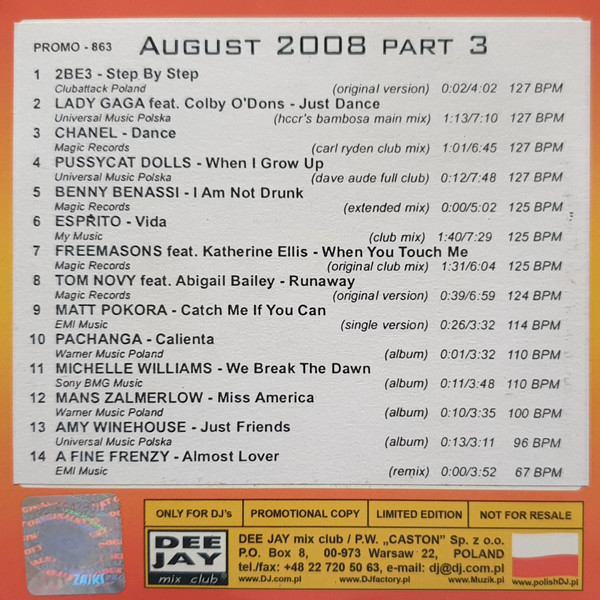 PROMO - 863 AUGUST 2008 PART 3
1 2BE3 - Step By Step
Clubattack Poland (original version) 0:02/4:02 127 BPM
2 LADY GAGA feat. Colby O'Dons - Just Dance
Universal Music Polska (hccr's bambosa main mix) 1:13/7:10 127 BPM
3 CHANEL - Dance
Magic Records (carl ryden club mix) 1:01/6:45 127 BPM
4 PUSSYCAT DOLLS - When I Grow Up
Universal Music Polska (dave aude full club) 0:12/7:48 127 BPM
5 BENNY BENASSI - I Am Not Drunk
Magic Records (extended mix) 0:00/5:02 125 BPM
6 ESPRITO - Vida
My Music (club mix) 1:40/7:29 125 BPM
7 FREEMASONS feat. Katherine Ellis - When You Touch Me
Magic Records (original club mix) 1:31/6:04 125 BPM
8 TOM NOVY feat. Abigail Bailey - Runaway
Magic Records (original version) 0:39/6:59 124 BPM
9 MATT POKORA - Catch Me If You Can
EMI Music (single version) 0:26/3:32 114 BPM
10 PACHANGA - Calienta
Warner Music Poland (album) 0:01/3:32 110 BPM
11 MICHELLE WILLIAMS - We Break The Dawn
Sony BMG Music (album) 0:11/3:48 110 BPM
12 MANS ZALMERLOW - Miss America
Warner Music Poland (album) 0:10/3:35 100 BPM
13 AMY WINEHOUSE - Just Friends
Universal Music Polska (album) 0:13/3:11 96 BPM
14 A FINE FRENZY - Almost Lover
EMI Music (remix) 0:00/3:52 67 BPM
ONLY FOR DJ's PROMOTIONAL COPY LIMITED EDITION NOT FOR RESALE
DEE JAY mix club
DEE JAY mix club / P.W. „CASTON" Sp. z o.o.
P.O. Box 8, 00-973 Warsaw 22, POLAND
tel./fax: +48 22 720 50 63, e-mail: dj@dj.com.pl
www.DJ.com.pl www.DJfactory.pl www.Muzik.pl www.polishDJ.pl
ZAIKS